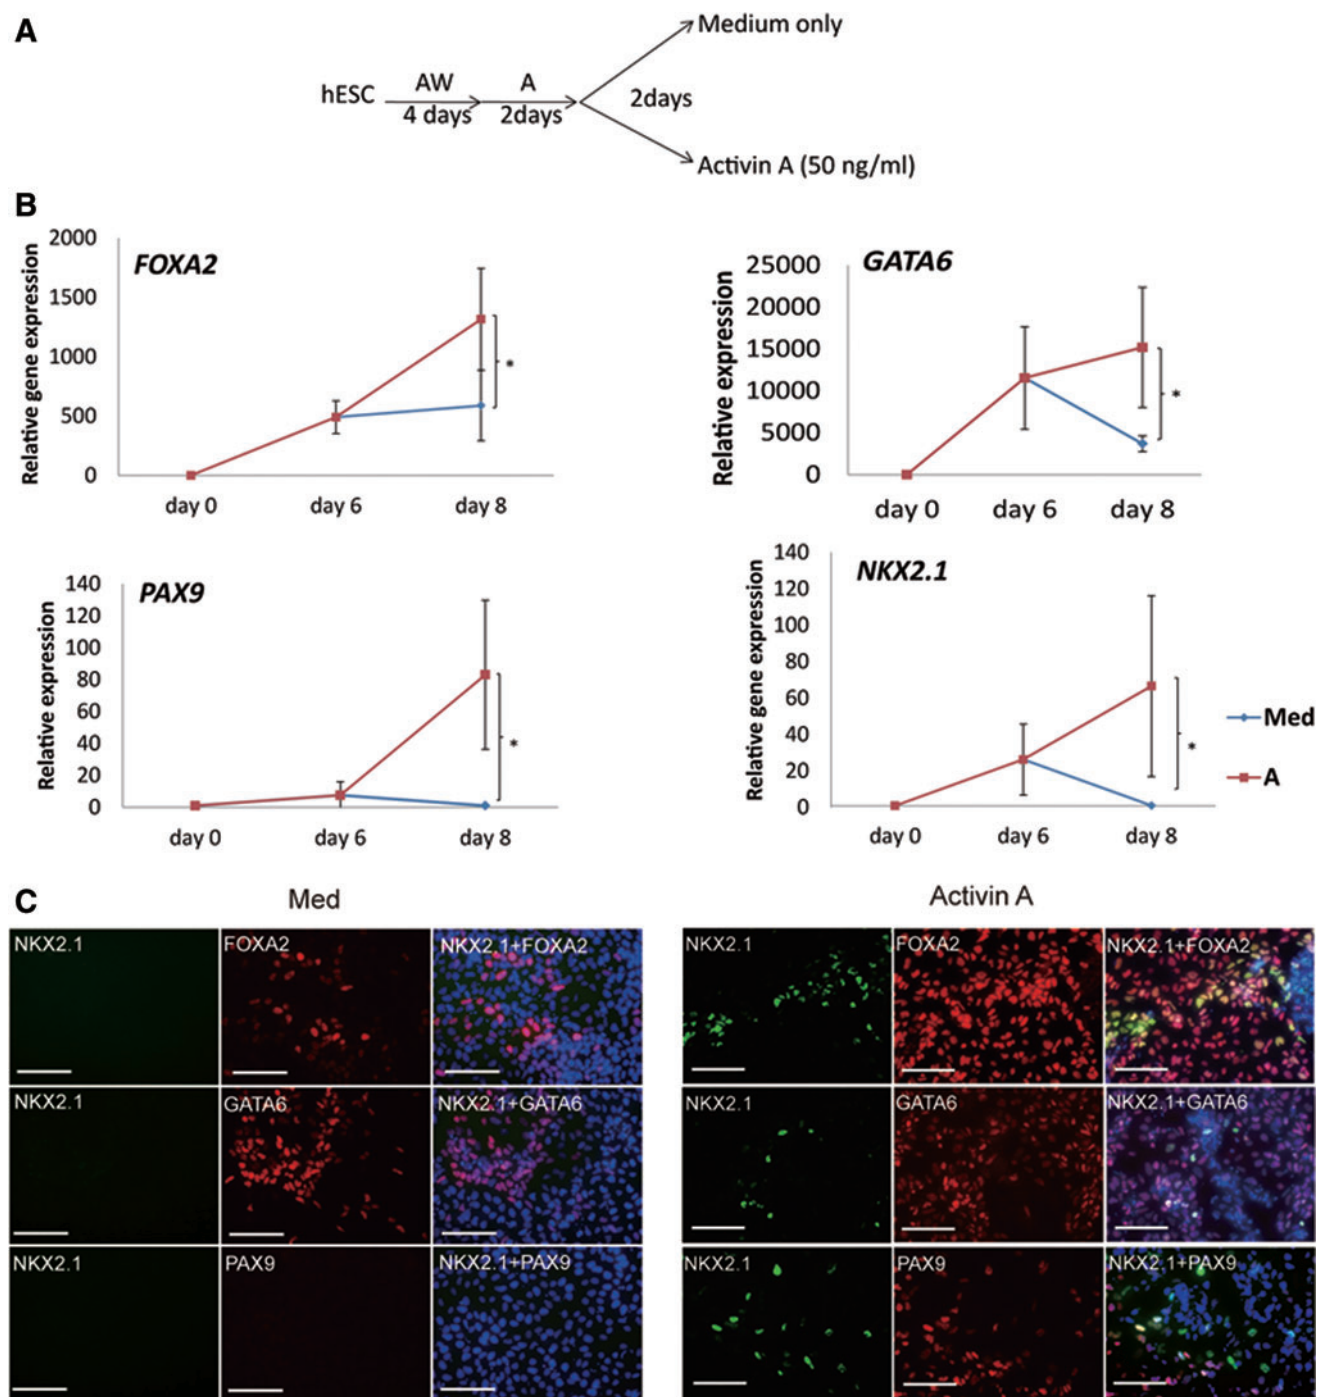 A
Medium only
hESC
AW
A
4 days
2days
2days
Activin A (50 ng/ml)
B
FOXA2
Relative gene expression
2000
1500
1000
500
0
*
day 0
day 6
day 8
GATA6
Relative expression
25000
20000
15000
10000
5000
0
*
day 0
day 6
day 8
PAX9
Relative expression
140
120
100
80
60
40
20
0
*
day 0
day 6
day 8
NKX2.1
Relative gene expression
140
120
100
80
60
40
20
0
*
day 0
day 6
day 8
Med
A
C
Med
NKX2.1
FOXA2
NKX2.1+FOXA2
NKX2.1
GATA6
NKX2.1+GATA6
NKX2.1
PAX9
NKX2.1+PAX9
Activin A
NKX2.1
FOXA2
NKX2.1+FOXA2
NKX2.1
GATA6
NKX2.1+GATA6
NKX2.1
PAX9
NKX2.1+PAX9